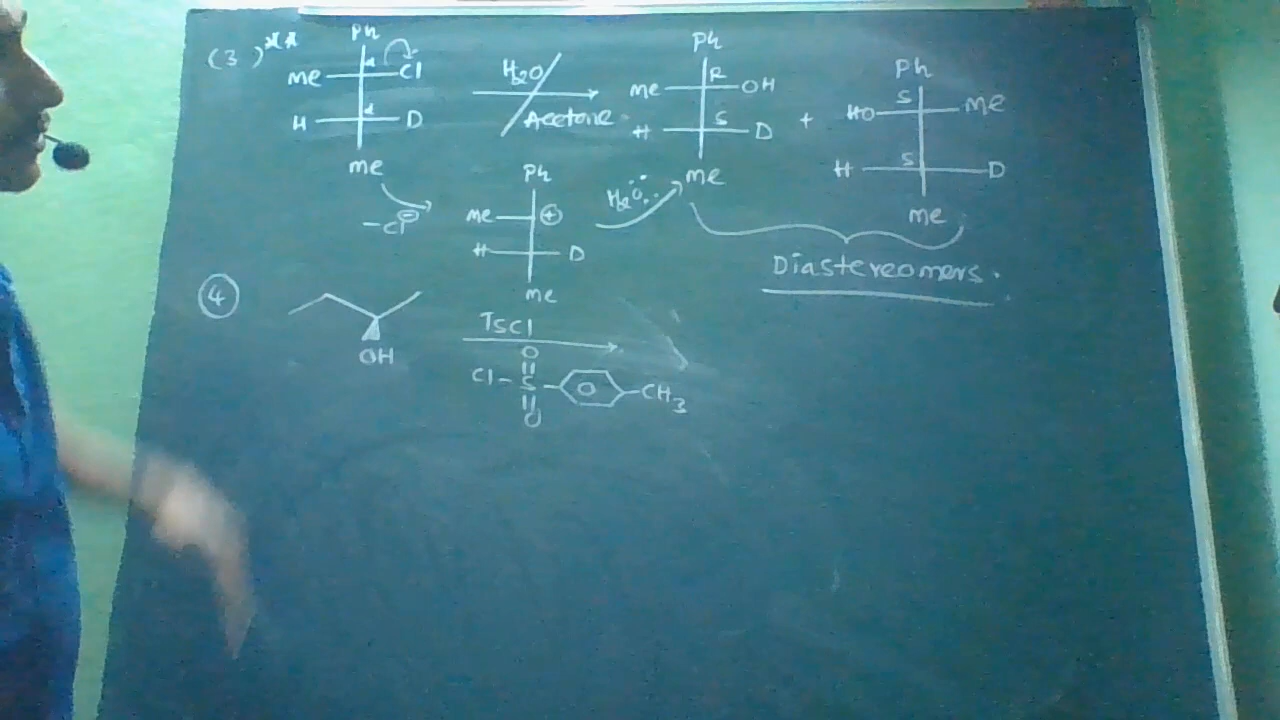 (3)**
Ph
Me Cl
H D
Me
-Cl⊖
H₂O / Acetone
Ph
Me ⊕
H D
Me
H₂O:
Ph
R
Me OH
S
H D
Me
+
Ph
S
HO Me
S
H D
Me
Diastereomers.
④
OH
TsCl
O
Cl-S- O -CH₃
O